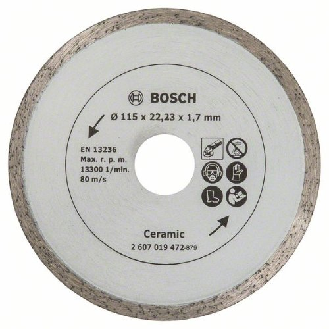 BOSCH
Ø 115 x 22,23 x 1,7 mm
EN 13236
Max. r. p. m.
13300 1/min.
80 m/s
Ceramic
2 607 019 472-876